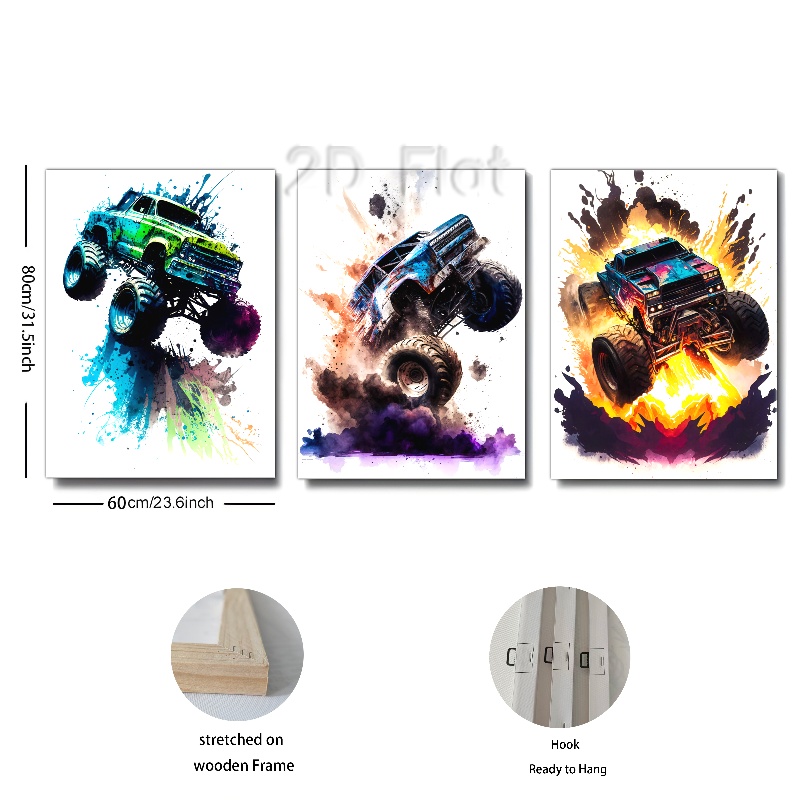 2D Flat
80cm/31.5inch
60cm/23.6inch
stretched on
wooden Frame
Hook
Ready to Hang